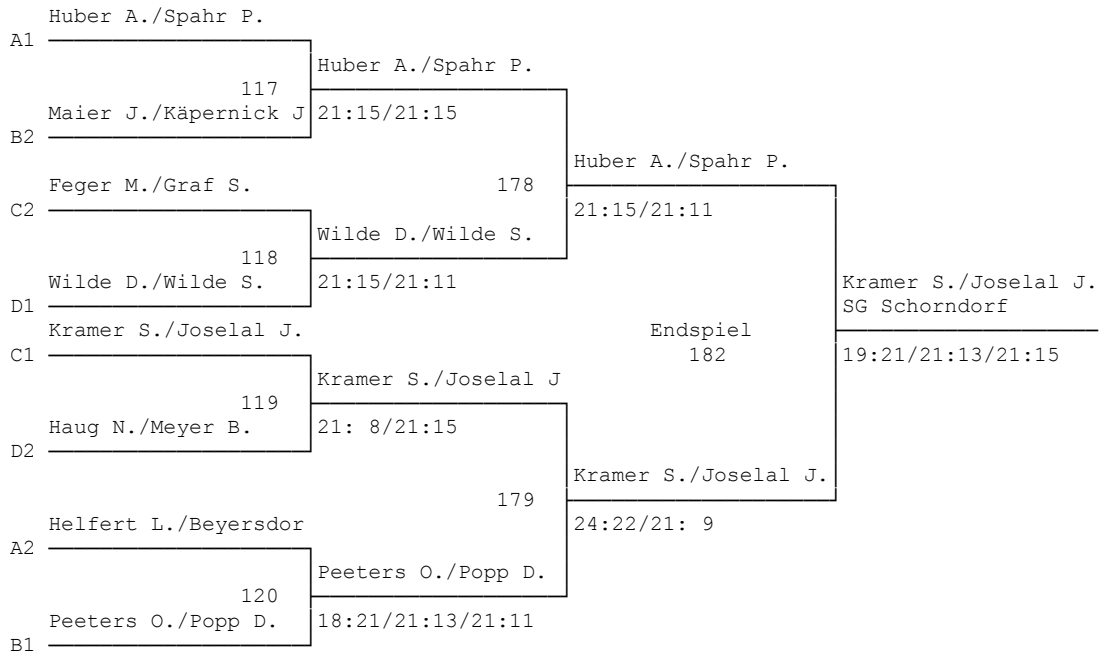 Huber A./Spahr P.
A1
Huber A./Spahr P.
117
Maier J./Käpernick J
21:15/21:15
B2
Huber A./Spahr P.
Feger M./Graf S.
178
C2
21:15/21:11
Wilde D./Wilde S.
118
Wilde D./Wilde S.
21:15/21:11
Kramer S./Joselal J.
D1
SG Schorndorf
Kramer S./Joselal J.
Endspiel
C1
182
19:21/21:13/21:15
Kramer S./Joselal J
119
Haug N./Meyer B.
21: 8/21:15
D2
Kramer S./Joselal J.
179
Helfert L./Beyersdor
24:22/21: 9
A2
Peeters O./Popp D.
120
Peeters O./Popp D.
18:21/21:13/21:11
B1